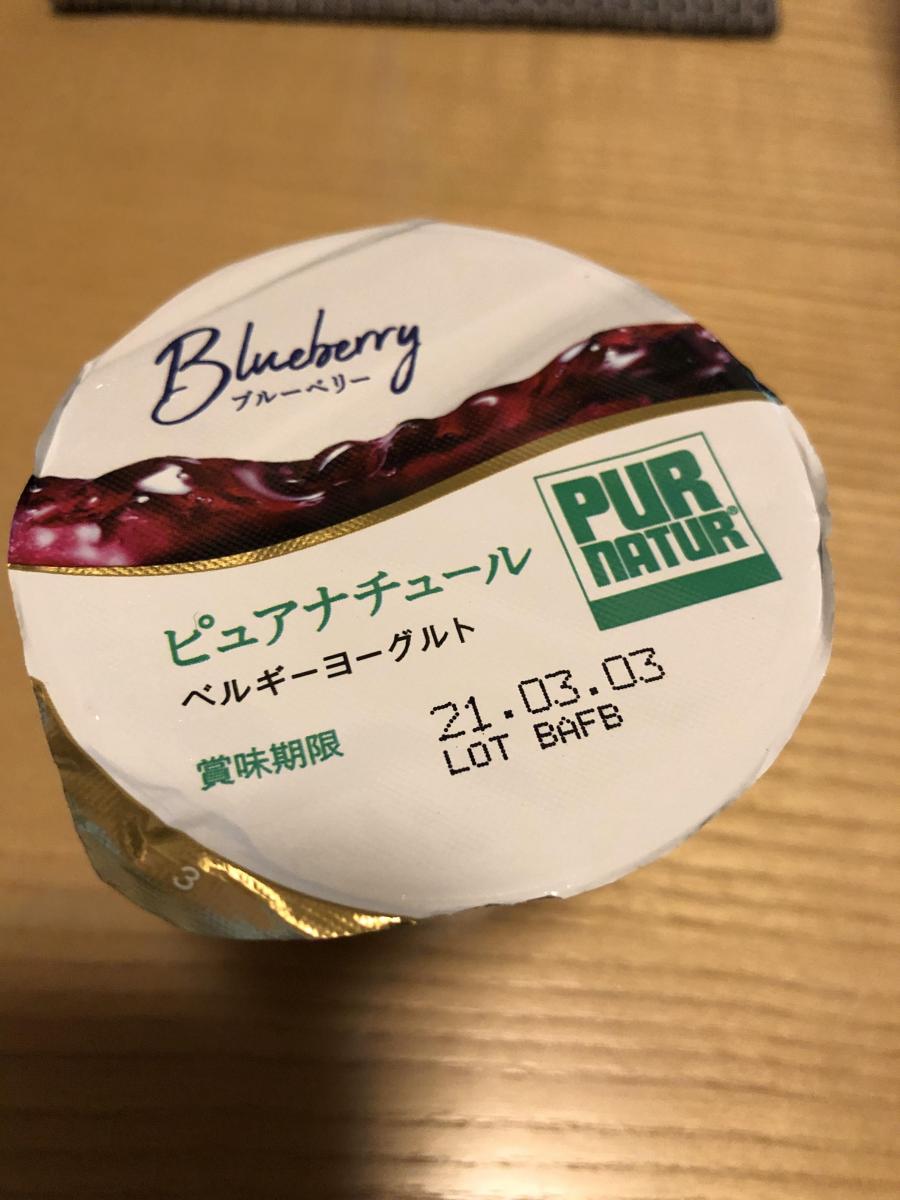 Blueberry
ブルーベリー
PUR
NATUR®
ピュアナチュール
ベルギーヨーグルト
賞味期限
21.03.03
LOT BAFB
3